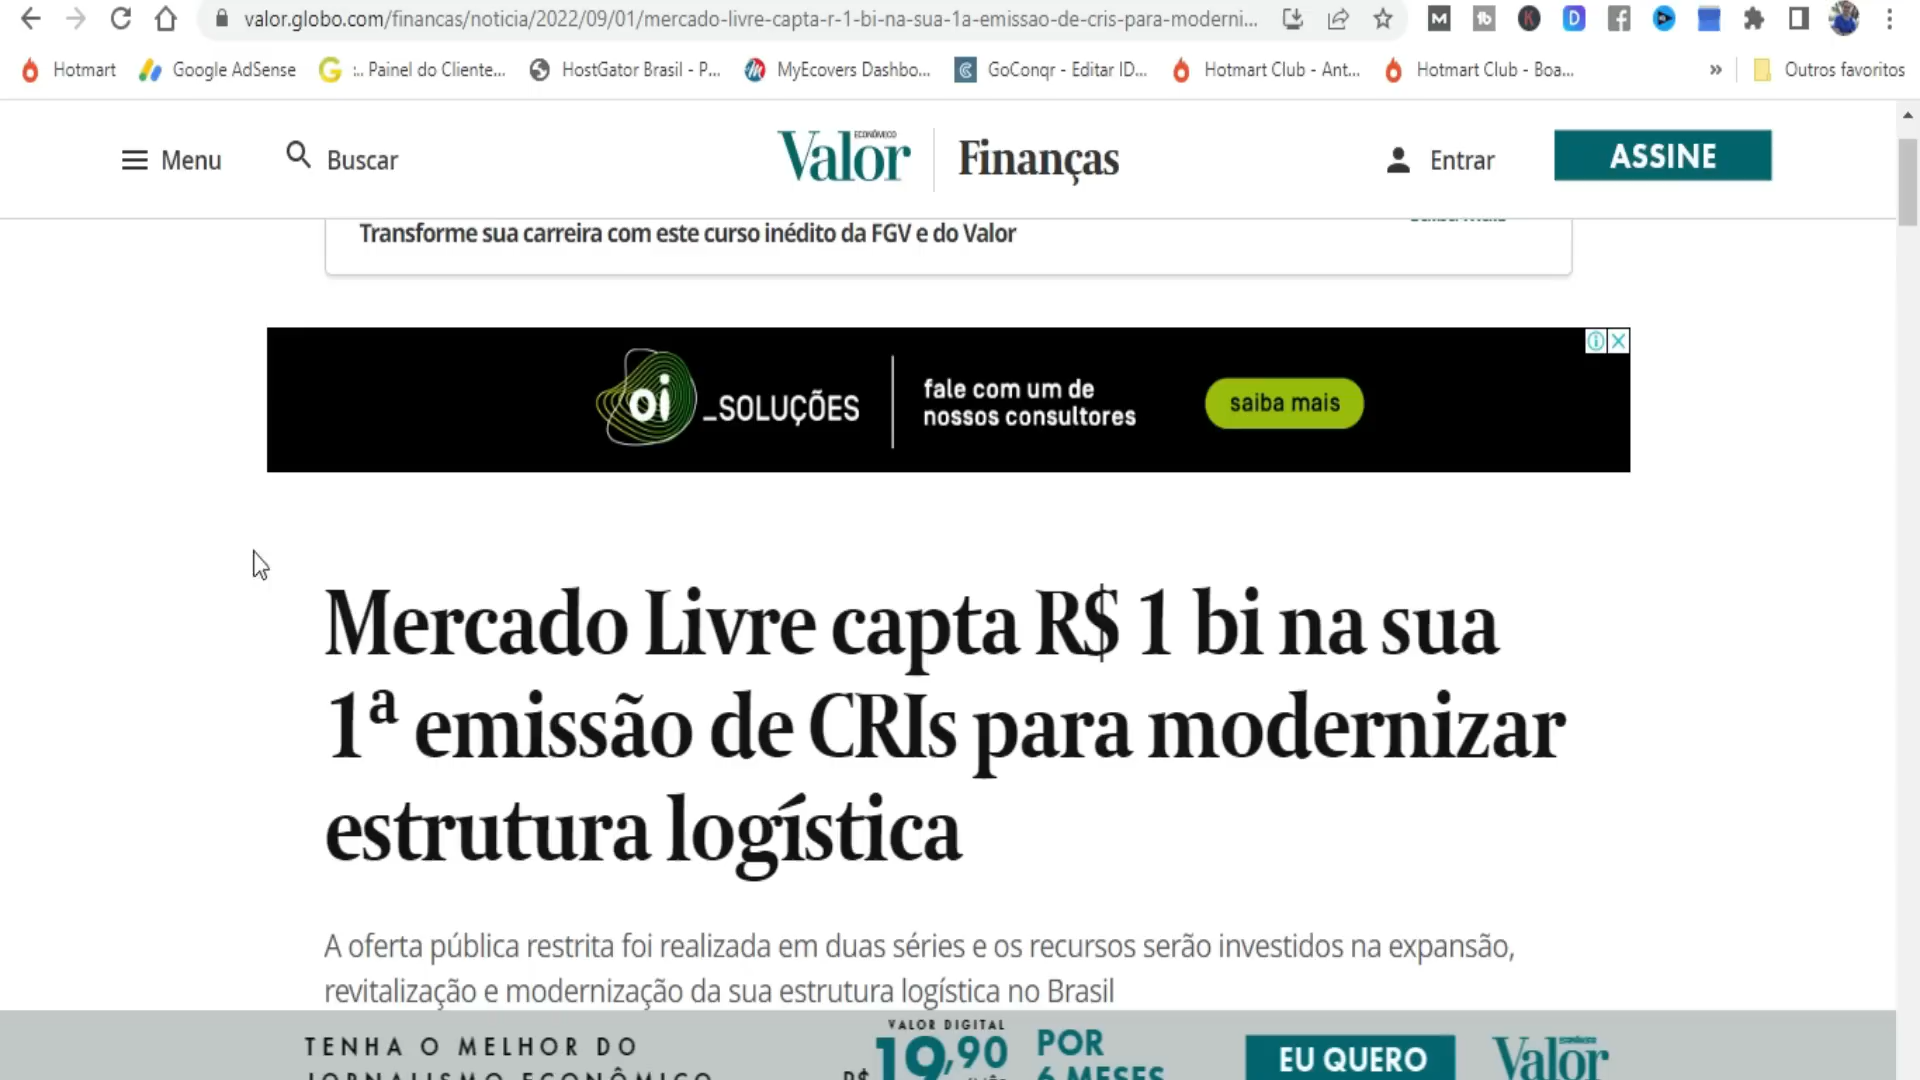 valor.globo.com/financas/noticia/2022/09/01/mercado-livre-capta-r-1-bi-na-sua-1a-emissao-de-cris-para-moderni...
Hotmart
Google AdSense
:.. Painel do Cliente...
HostGator Brasil - P...
MyEcovers Dashbo...
GoConqr - Editar ID...
Hotmart Club - Ant...
Hotmart Club - Boa...
»
Outros favoritos
Menu
Buscar
Valor ECONÔMICO
Finanças
Entrar
ASSINE
Transforme sua carreira com este curso inédito da FGV e do Valor
oi _SOLUÇÕES
fale com um de
nossos consultores
saiba mais
Mercado Livre capta R$ 1 bi na sua
1ª emissão de CRIs para modernizar
estrutura logística
A oferta pública restrita foi realizada em duas séries e os recursos serão investidos na expansão,
revitalização e modernização da sua estrutura logística no Brasil
TENHA O MELHOR DO
JORNALISMO ECONÔMICO
VALOR DIGITAL
R$ 19,90
POR
6 MESES
EU QUERO
Valor